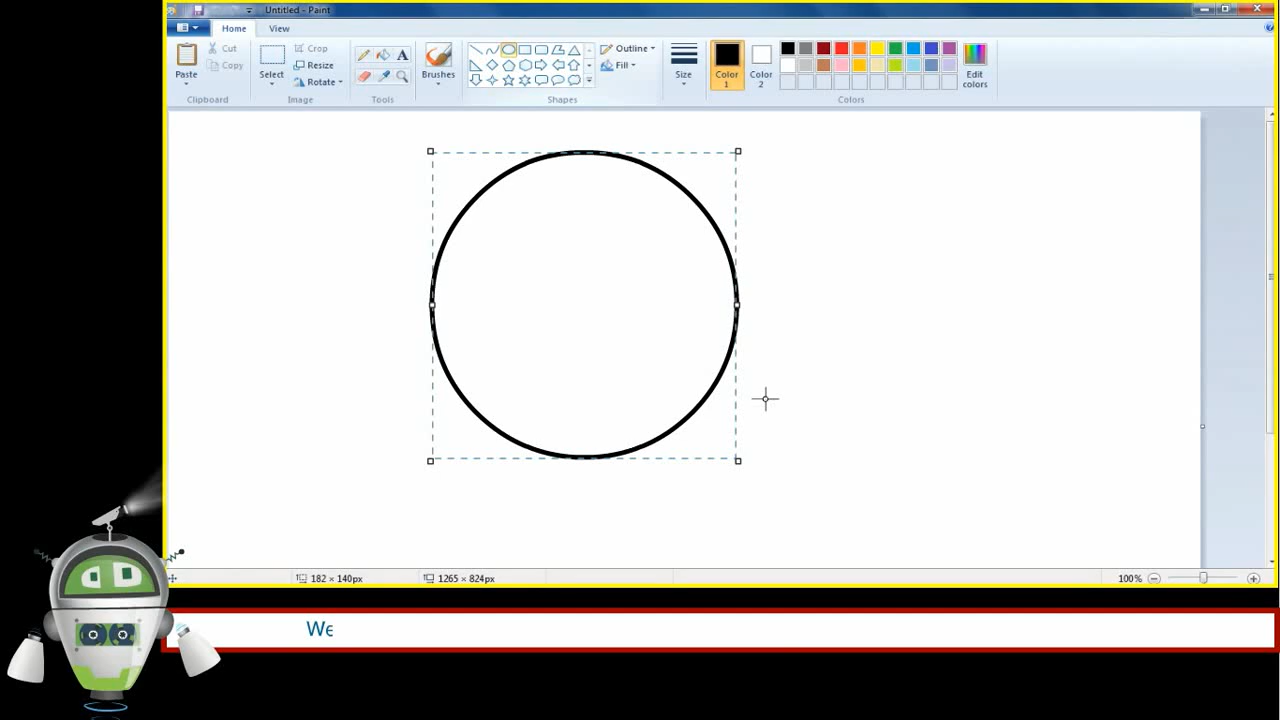 Untitled - Paint
Home View
Paste
Cut
Copy
Clipboard
Select
Crop
Resize
Rotate
Image
A
Tools
Brushes
Outline
Fill
Shapes
Size
Color 1
Color 2
Edit colors
Colors
182 × 140px 1265 × 824px 100%
We